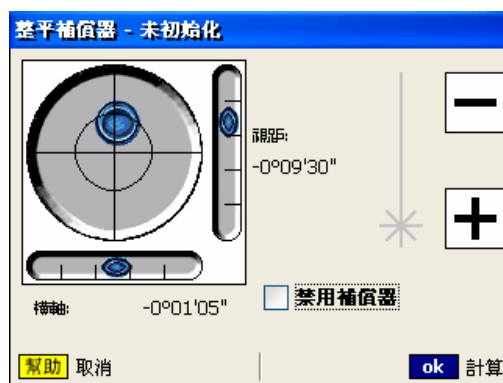 整平補償器 - 未初始化
視距:
-0°09'30"
橫軸: -0°01'05"
禁用補償器
幫助 取消 ok 計算